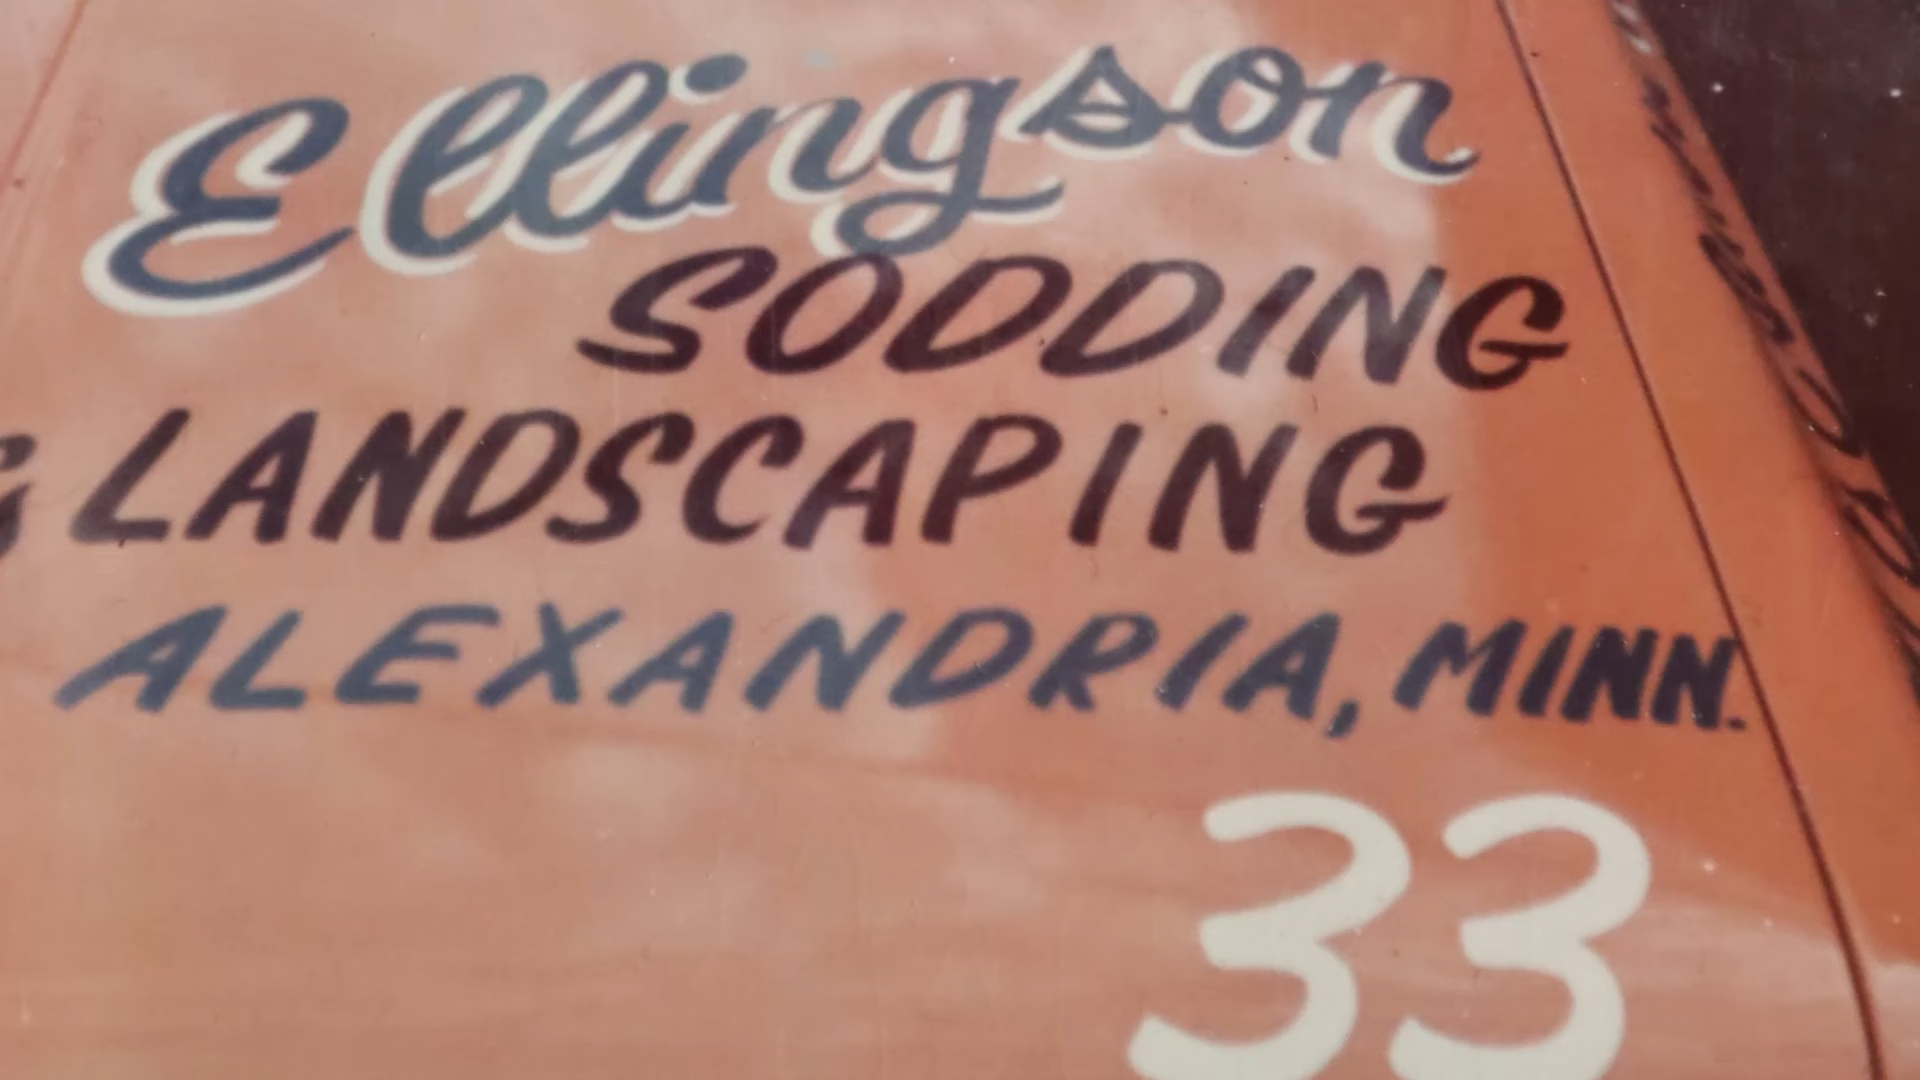 Ellingson
SODDING
LANDSCAPING
ALEXANDRIA, MINN.
33